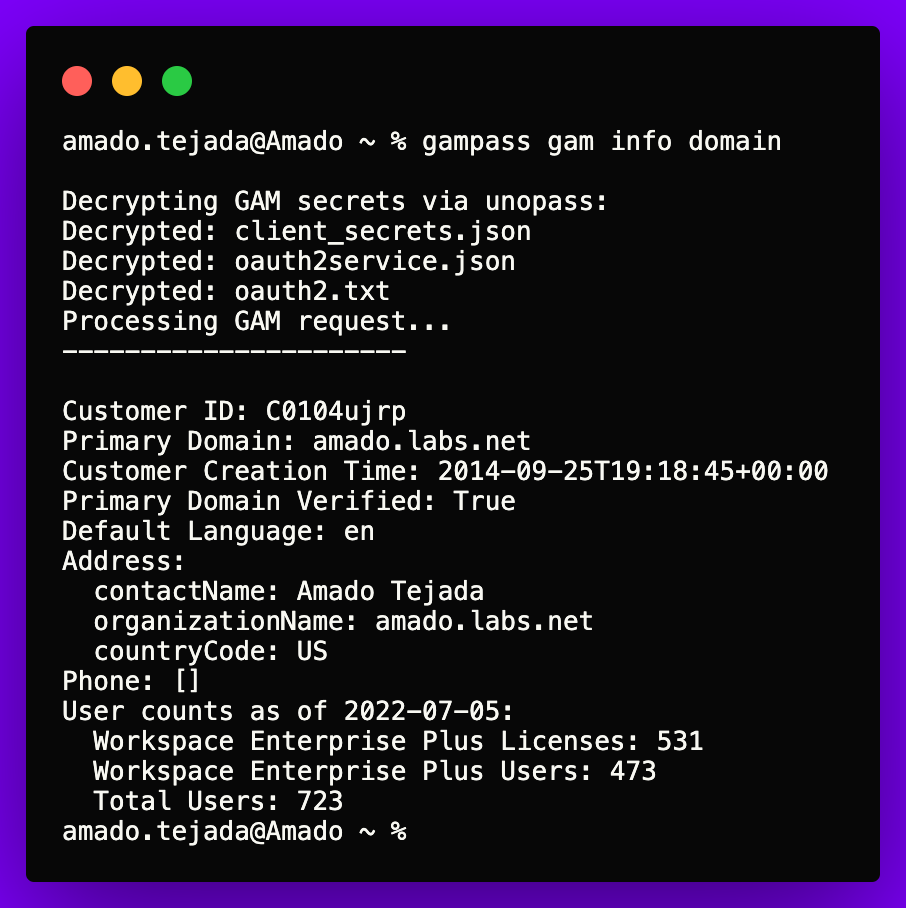 amado.tejada@Amado ~ % gampass gam info domain
Decrypting GAM secrets via unopass:
Decrypted: client_secrets.json
Decrypted: oauth2service.json
Decrypted: oauth2.txt
Processing GAM request...
----------------------
Customer ID: C0104ujrp
Primary Domain: amado.labs.net
Customer Creation Time: 2014-09-25T19:18:45+00:00
Primary Domain Verified: True
Default Language: en
Address:
  contactName: Amado Tejada
  organizationName: amado.labs.net
  countryCode: US
Phone: []
User counts as of 2022-07-05:
  Workspace Enterprise Plus Licenses: 531
  Workspace Enterprise Plus Users: 473
  Total Users: 723
amado.tejada@Amado ~ %